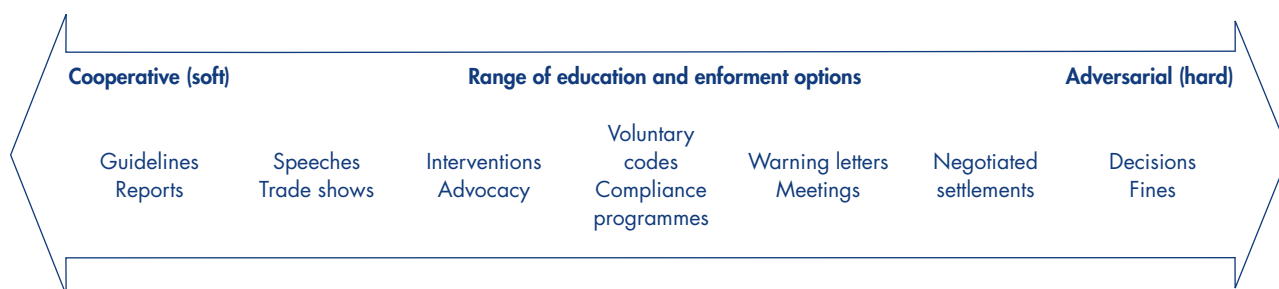 Cooperative (soft)
Range of education and enforment options
Adversarial (hard)
Guidelines
Reports
Speeches
Trade shows
Interventions
Advocacy
Voluntary
codes
Compliance
programmes
Warning letters
Meetings
Negotiated
settlements
Decisions
Fines